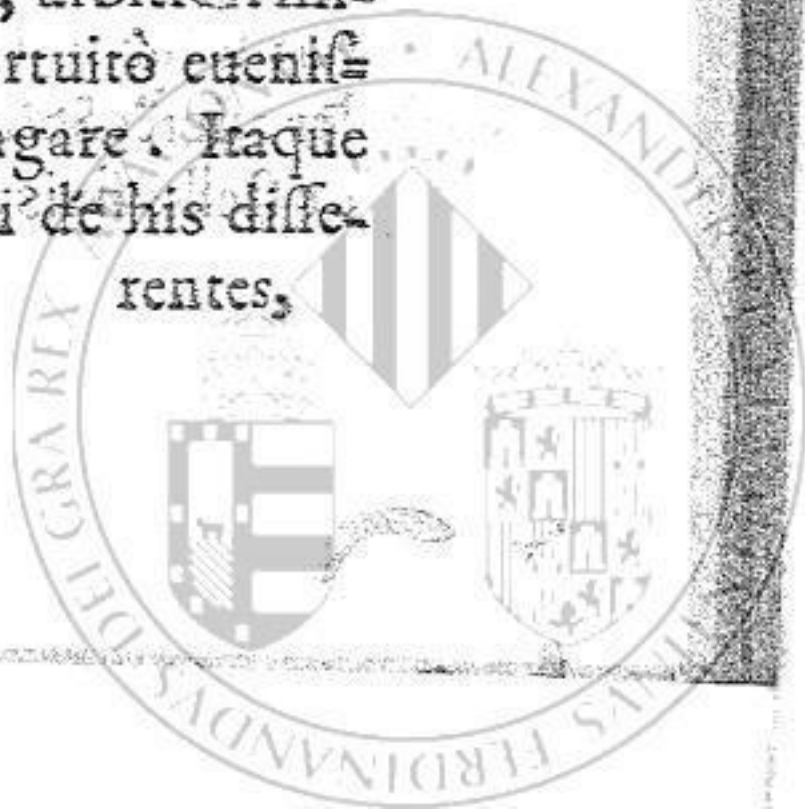 rtuitò eueniſ=
gare. Itaque
i de his diſſe-
rentes,
ALEXANDER
FERDINANDVS DEI GRA REX